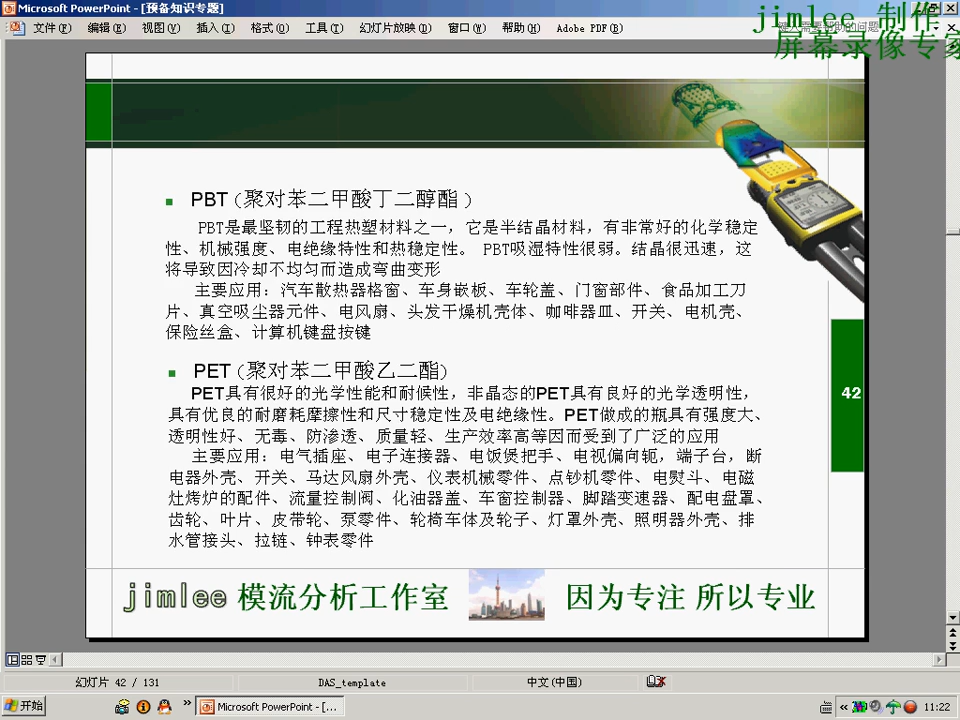 Microsoft PowerPoint - [预备知识专题]
jimlee 制作
文件(F) 编辑(E) 视图(V) 插入(I) 格式(O) 工具(T) 幻灯片放映(D) 窗口(W) 帮助(H) Adobe PDF(B)
屏幕录像专家
PBT (聚对苯二甲酸丁二醇酯 )
PBT是最坚韧的工程热塑材料之一，它是半结晶材料，有非常好的化学稳定
性、机械强度、电绝缘特性和热稳定性。 PBT吸湿特性很弱。结晶很迅速，这
将导致因冷却不均匀而造成弯曲变形
主要应用：汽车散热器格窗、车身嵌板、车轮盖、门窗部件、食品加工刀
片、真空吸尘器元件、电风扇、头发干燥机壳体、咖啡器皿、开关、电机壳、
保险丝盒、计算机键盘按键
PET (聚对苯二甲酸乙二酯)
PET具有很好的光学性能和耐候性，非晶态的PET具有良好的光学透明性，
具有优良的耐磨耗摩擦性和尺寸稳定性及电绝缘性。PET做成的瓶具有强度大、
透明性好、无毒、防渗透、质量轻、生产效率高等因而受到了广泛的应用
主要应用：电气插座、电子连接器、电饭煲把手、电视偏向轭，端子台，断
电器外壳、开关、马达风扇外壳、仪表机械零件、点钞机零件、电熨斗、电磁
灶烤炉的配件、流量控制阀、化油器盖、车窗控制器、脚踏变速器、配电盘罩、
齿轮、叶片、皮带轮、泵零件、轮椅车体及轮子、灯罩外壳、照明器外壳、排
水管接头、拉链、钟表零件
42
jimlee 模流分析工作室 因为专注 所以专业
幻灯片 42 / 131 DAS_template 中文(中国)
开始 » Microsoft PowerPoint - [... « 11:22